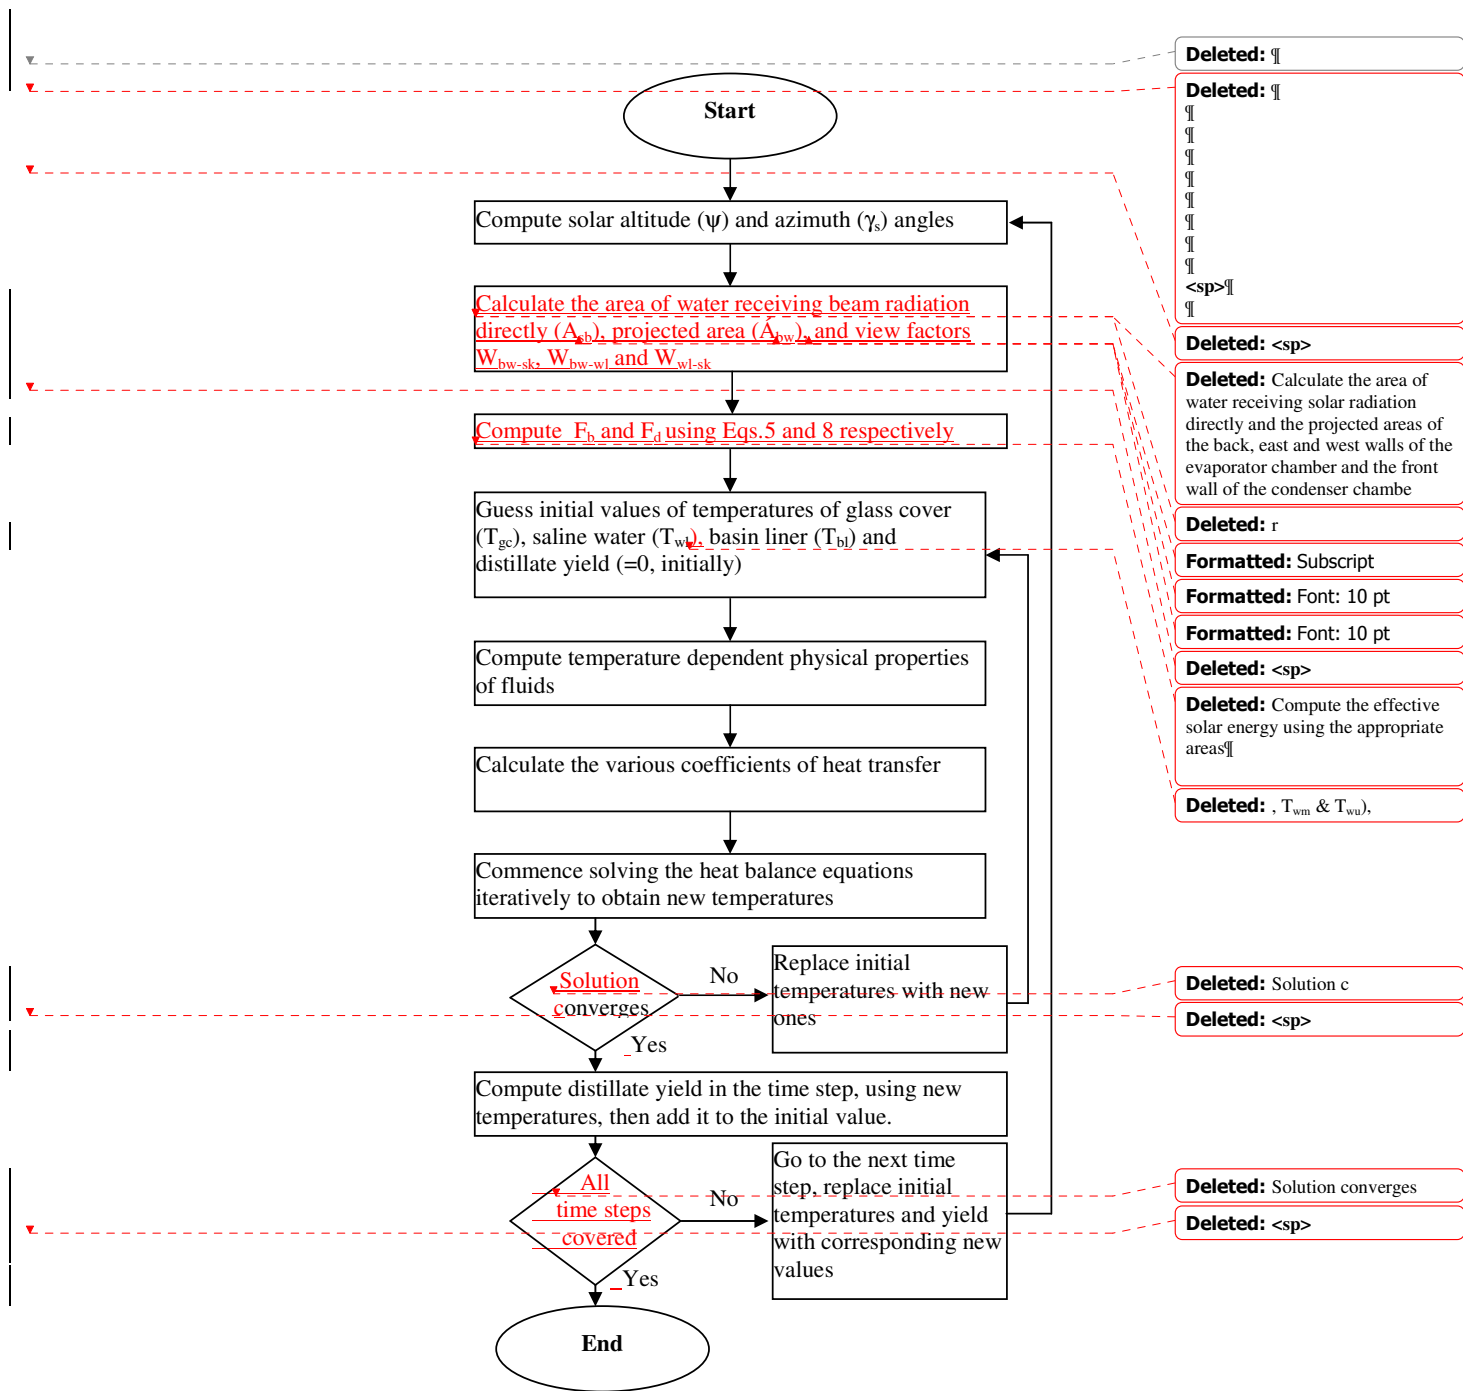 Start
Compute solar altitude (ψ) and azimuth (γs) angles
Calculate the area of water receiving beam radiation
directly (Asb), projected area (Ábw), and view factors
Wbw-sk, Wbw-wl and Wwl-sk
Compute  Fb and Fd using Eqs.5 and 8 respectively
Guess initial values of temperatures of glass cover
(Tgc), saline water (Twl), basin liner (Tbl) and
distillate yield (=0, initially)
Compute temperature dependent physical properties
of fluids
Calculate the various coefficients of heat transfer
Commence solving the heat balance equations
iteratively to obtain new temperatures
Solution
converges
No
Replace initial
temperatures with new
ones
Yes
Compute distillate yield in the time step, using new
temperatures, then add it to the initial value.
All
time steps
covered
No
Go to the next time
step, replace initial
temperatures and yield
with corresponding new
values
Yes
End
Deleted: ¶
Deleted: ¶
¶
¶
¶
¶
¶
¶
¶
¶
<sp>¶
¶
Deleted: <sp>
Deleted: Calculate the area of
water receiving solar radiation
directly and the projected areas of
the back, east and west walls of the
evaporator chamber and the front
wall of the condenser chambe
Deleted: r
Formatted: Subscript
Formatted: Font: 10 pt
Formatted: Font: 10 pt
Deleted: <sp>
Deleted: Compute the effective
solar energy using the appropriate
areas¶
Deleted: , Twm & Twu),
Deleted: Solution c
Deleted: <sp>
Deleted: Solution converges
Deleted: <sp>